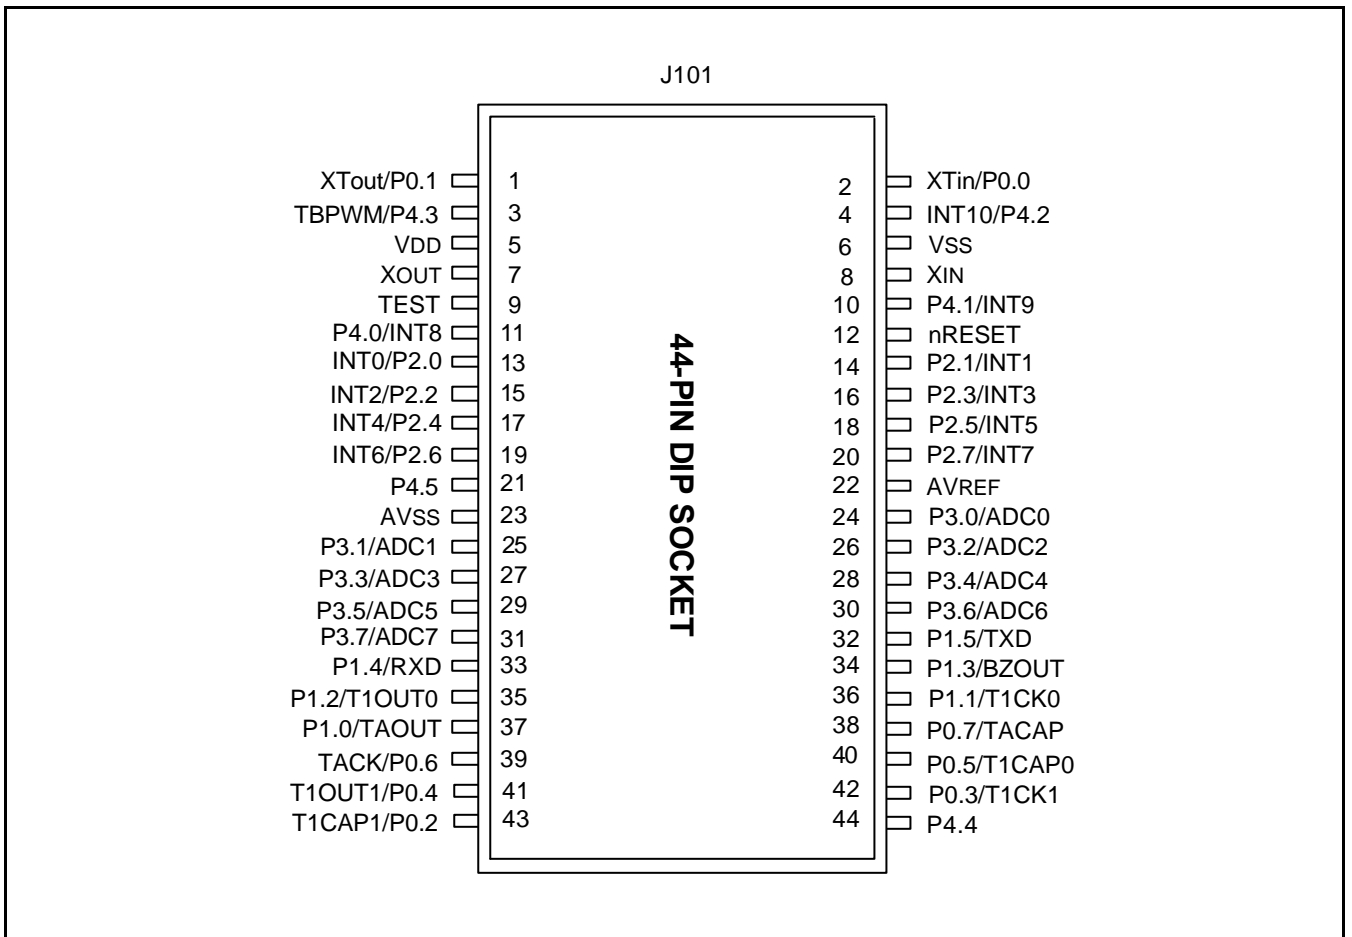 J101
XTout/P0.1 1 2 XTin/P0.0
TBPWM/P4.3 3 4 INT10/P4.2
VDD 5 6 VSS
XOUT 7 8 XIN
TEST 9 10 P4.1/INT9
P4.0/INT8 11 12 nRESET
INT0/P2.0 13 14 P2.1/INT1
INT2/P2.2 15 16 P2.3/INT3
INT4/P2.4 17 18 P2.5/INT5
INT6/P2.6 19 20 P2.7/INT7
P4.5 21 22 AVREF
AVSS 23 24 P3.0/ADC0
P3.1/ADC1 25 26 P3.2/ADC2
P3.3/ADC3 27 28 P3.4/ADC4
P3.5/ADC5 29 30 P3.6/ADC6
P3.7/ADC7 31 32 P1.5/TXD
P1.4/RXD 33 34 P1.3/BZOUT
P1.2/T1OUT0 35 36 P1.1/T1CK0
P1.0/TAOUT 37 38 P0.7/TACAP
TACK/P0.6 39 40 P0.5/T1CAP0
T1OUT1/P0.4 41 42 P0.3/T1CK1
T1CAP1/P0.2 43 44 P4.4
44-PIN DIP SOCKET